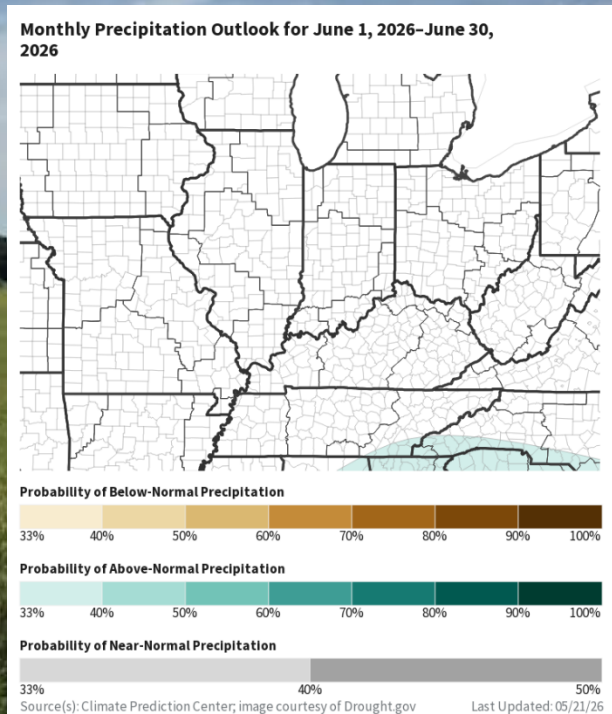 Monthly Precipitation Outlook for June 1, 2026–June 30,
2026
Probability of Below-Normal Precipitation
33% 40% 50% 60% 70% 80% 90% 100%
Probability of Above-Normal Precipitation
33% 40% 50% 60% 70% 80% 90% 100%
Probability of Near-Normal Precipitation
33% 40% 50%
Source(s): Climate Prediction Center; image courtesy of Drought.gov Last Updated: 05/21/26